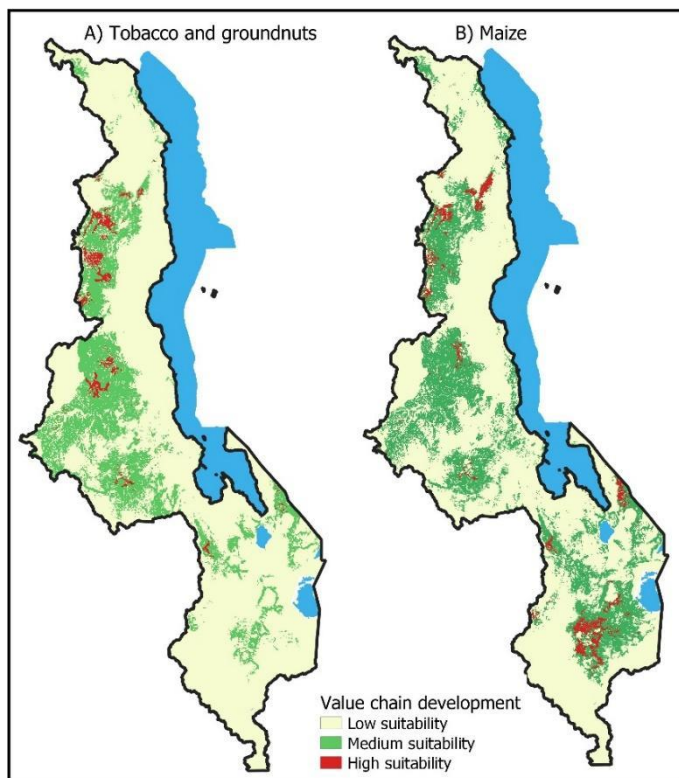 A) Tobacco and groundnuts
B) Maize
Value chain development
Low suitability
Medium suitability
High suitability